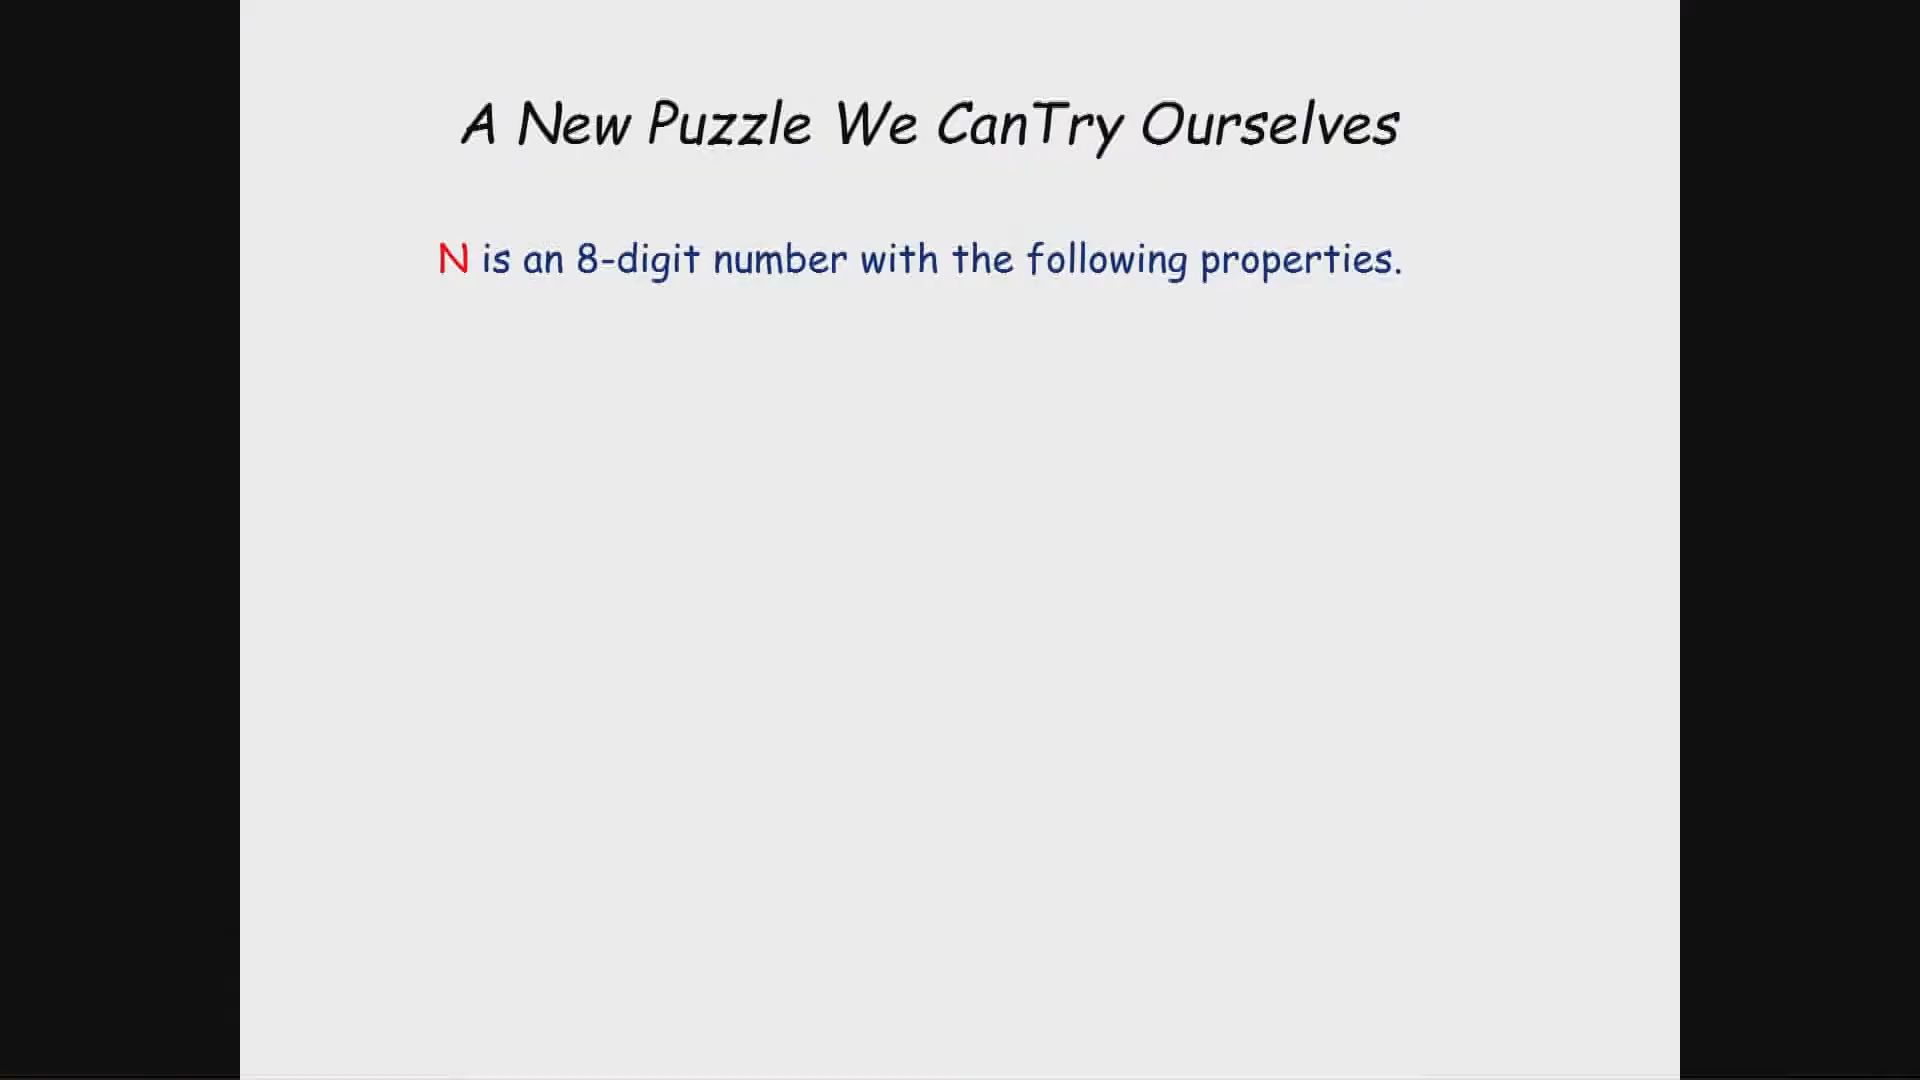 A New Puzzle We CanTry Ourselves
N is an 8-digit number with the following properties.